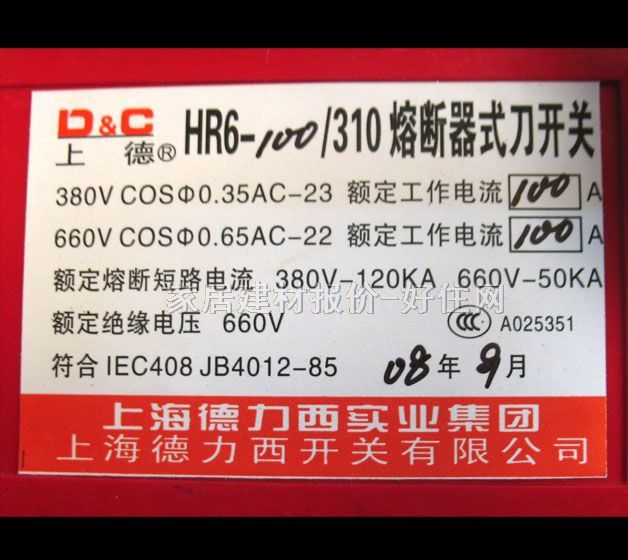 D&C HR6-100/310 熔断器式刀开关
上 德®
380V COSΦ0.35AC-23 额定工作电流 100 A
660V COSΦ0.65AC-22 额定工作电流 100 A
额定熔断短路电流 380V-120KA 660V-50KA
家居建材报价-好住网
额定绝缘电压 660V CCC A025351
符合 IEC408 JB4012-85 08年9月
上海德力西实业集团
上海德力西开关有限公司